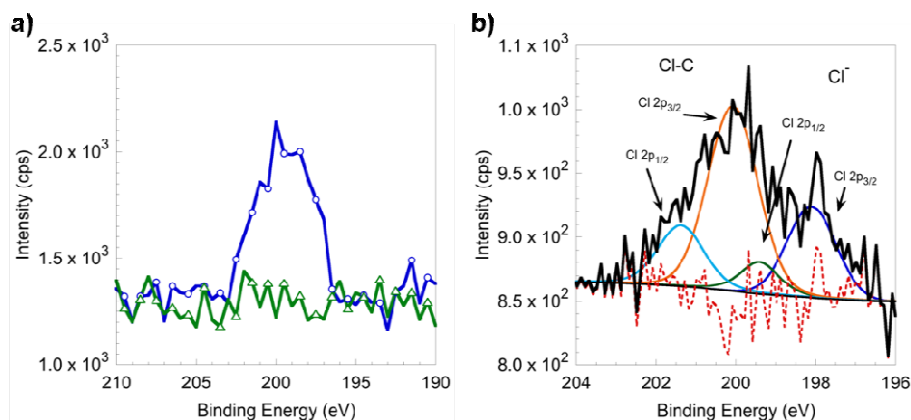 a)
2.5 x 10³
2.0 x 10³
1.5 x 10³
1.0 x 10³
Intensity (cps)
210 205 200 195 190
Binding Energy (eV)
b)
1.1 x 10³
1.0 x 10³
9.5 x 10²
9.0 x 10²
8.5 x 10²
8.0 x 10²
Intensity (cps)
Cl-C
Cl⁻
Cl 2p3/2
Cl 2p1/2
Cl 2p1/2
Cl 2p3/2
204 202 200 198 196
Binding Energy (eV)